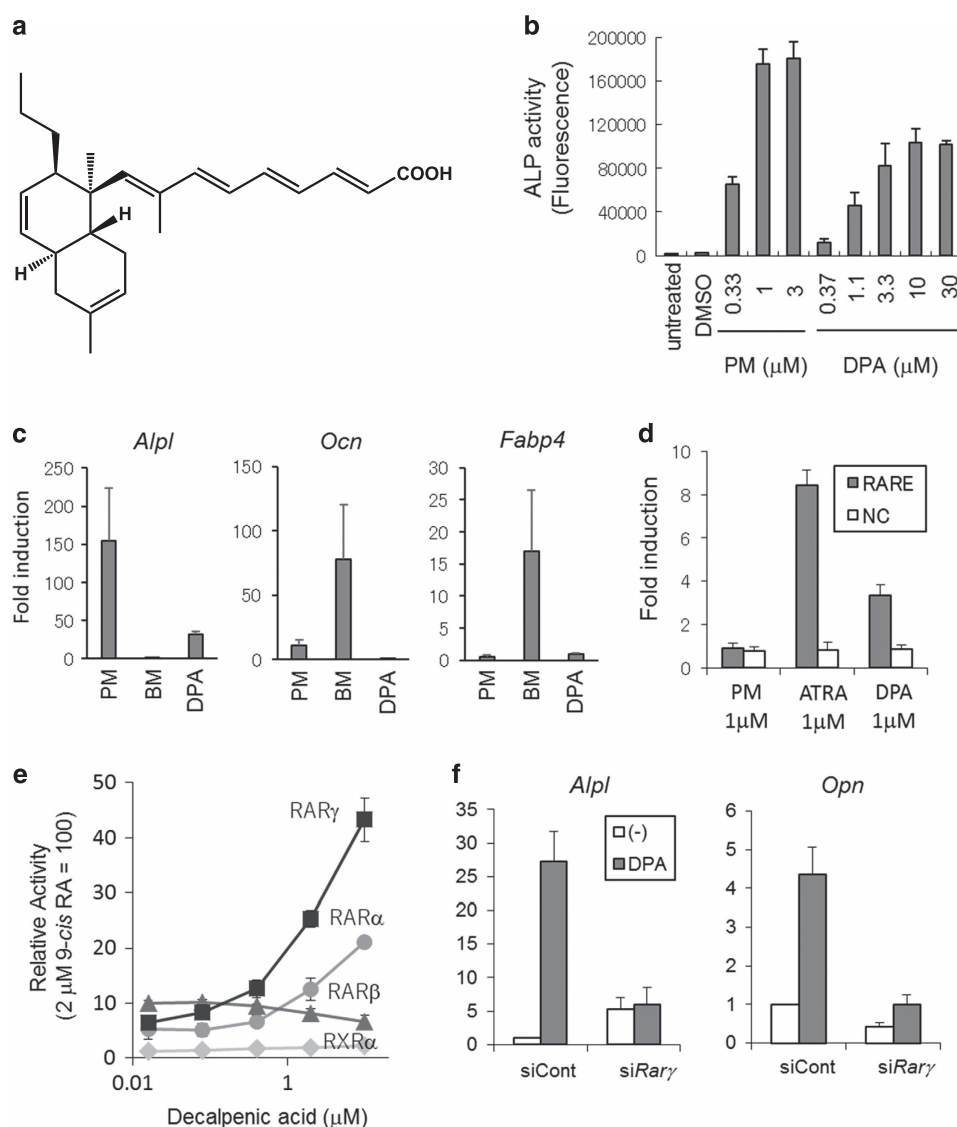 a
COOH
H
H
b
ALP activity
(Fluorescence)
200000
160000
120000
80000
40000
0
untreated
DMSO
0.33
1
3
0.37
1.1
3.3
10
30
PM (μM)
DPA (μM)
c
Alpl
Ocn
Fabp4
Fold induction
250
200
150
100
50
0
PM
BM
DPA
150
100
50
0
PM
BM
DPA
30
25
20
15
10
5
0
PM
BM
DPA
d
Fold induction
10
8
6
4
2
0
RARE
NC
PM
1μM
ATRA
1μM
DPA
1μM
e
Relative Activity
(2 μM 9-cis RA = 100)
50
40
30
20
10
0
RARγ
RARα
RARβ
RXRα
0.01
1
Decalpenic acid (μM)
f
Alpl
Opn
35
30
25
20
15
10
5
0
(-)
DPA
siCont
siRarγ
6
5
4
3
2
1
0
siCont
siRarγ